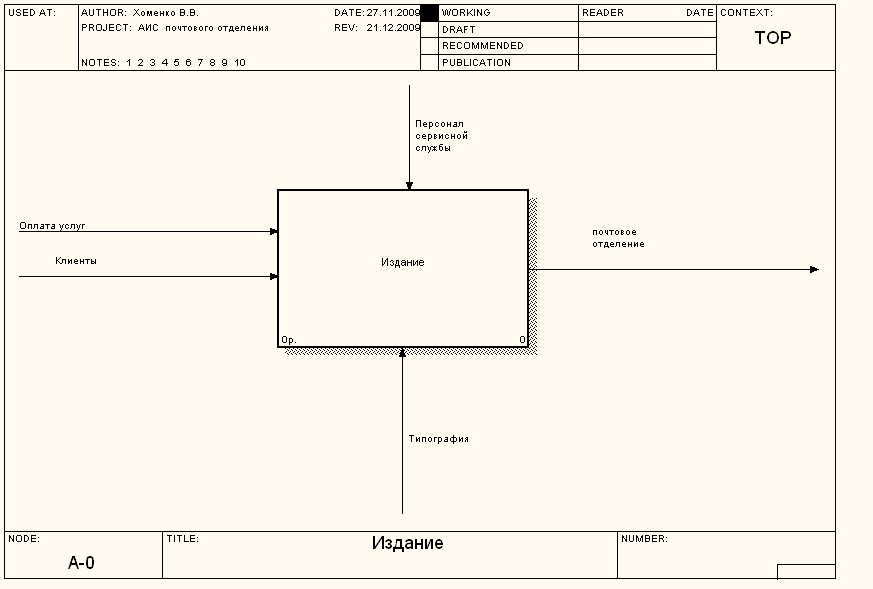 USED AT:
AUTHOR: Хоменко В.В.
DATE: 27.11.2009
WORKING
READER
DATE
CONTEXT:
PROJECT: АИС почтового отделения
REV: 21.12.2009
DRAFT
TOP
RECOMMENDED
NOTES: 1 2 3 4 5 6 7 8 9 10
PUBLICATION
Персонал
сервисной
службы
Оплата услуг
Клиенты
Издание
почтовое
отделение
0р.
0
Типография
NODE:
A-0
TITLE:
Издание
NUMBER: